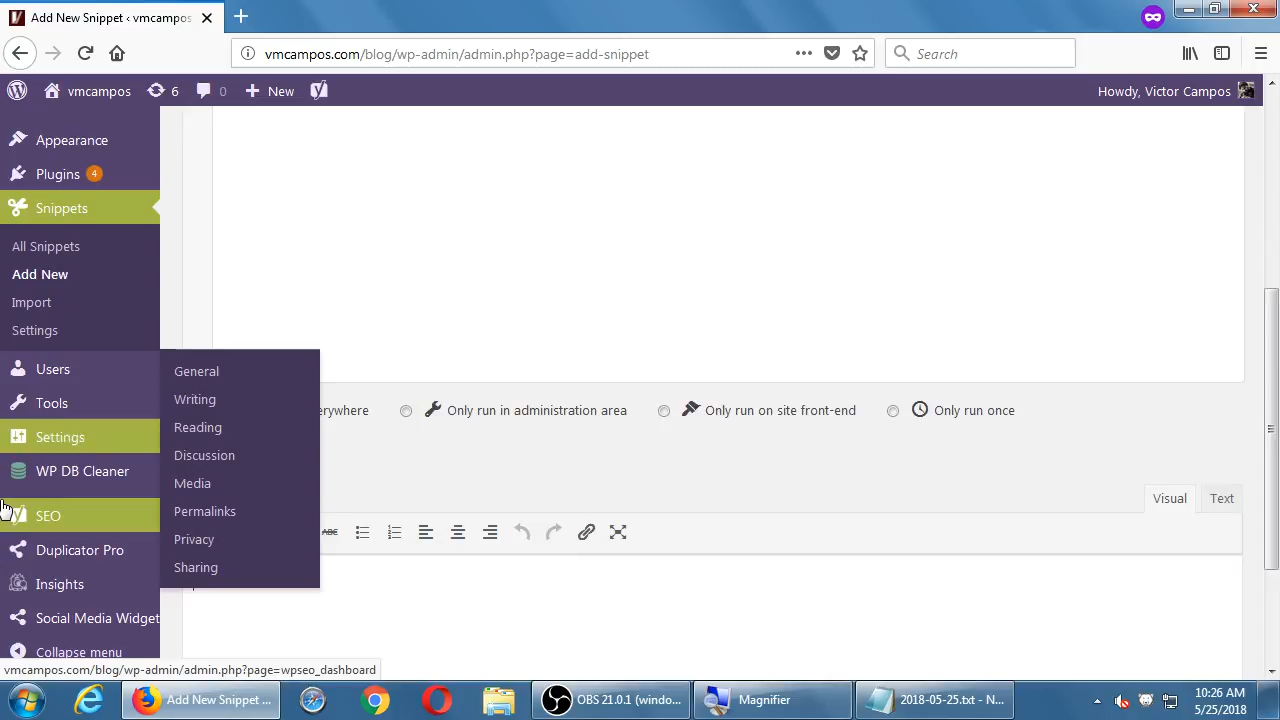 Add New Snippet ‹ vmcampos
vmcampos.com/blog/wp-admin/admin.php?page=add-snippet
Search
vmcampos
6
0
New
Howdy, Victor Campos
Appearance
Plugins 4
Snippets
All Snippets
Add New
Import
Settings
Users
Tools
Settings
WP DB Cleaner
SEO
Duplicator Pro
Insights
Social Media Widget
Collapse menu
General
Writing
Reading
Discussion
Media
Permalinks
Privacy
Sharing
erywhere
Only run in administration area
Only run on site front-end
Only run once
Visual
Text
ABC
vmcampos.com/blog/wp-admin/admin.php?page=wpseo_dashboard
Add New Snippet ...
OBS 21.0.1 (windo...
Magnifier
2018-05-25.txt - N...
10:26 AM
5/25/2018